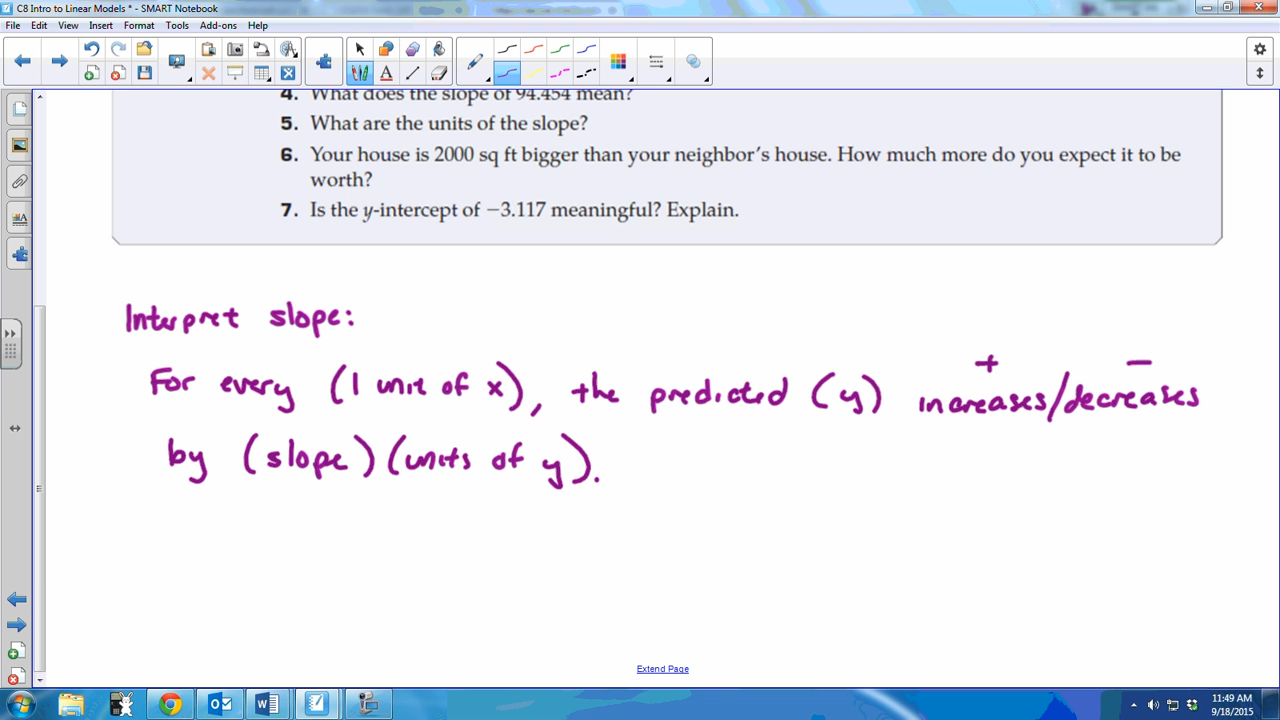 C8 Intro to Linear Models * - SMART Notebook
File Edit View Insert Format Tools Add-ons Help
4. What does the slope of 94.454 mean?
5. What are the units of the slope?
6. Your house is 2000 sq ft bigger than your neighbor's house. How much more do you expect it to be
worth?
7. Is the y-intercept of −3.117 meaningful? Explain.
Interpret slope:
+ −
For every (1 unit of x), the predicted (y) increases/decreases
by (slope)(units of y).
Extend Page
11:49 AM
9/18/2015